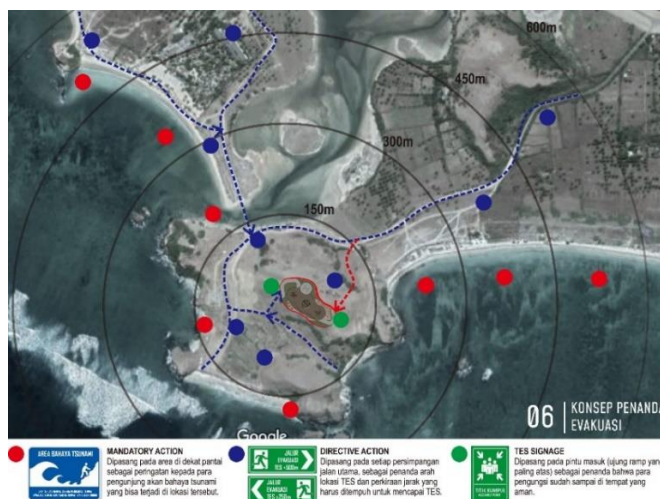 600m
450m
300m
150m
Google
06 | KONSEP PENANDA
EVAKUASI
AREA BAHAYA TSUNAMI
MANDATORY ACTION
Dipasang pada area di dekat pantai
sebagai peringatan kepada para
pengunjung akan bahaya tsunami
yang bisa terjadi di lokasi tersebut.
JALUR
EVAKUASI
JALUR
EVAKUASI
DIRECTIVE ACTION
Dipasang pada setiap persimpangan
jalan utama, sebagai penanda arah
lokasi TES dan perkiraan jarak yang
harus ditempuh untuk mencapai TES.
TITIK KUMPUL
TES SIGNAGE
Dipasang pada pintu masuk (ujung ramp yang
paling atas) sebagai penanda bahwa para
pengungsi sudah sampai di tempat yang
aman.